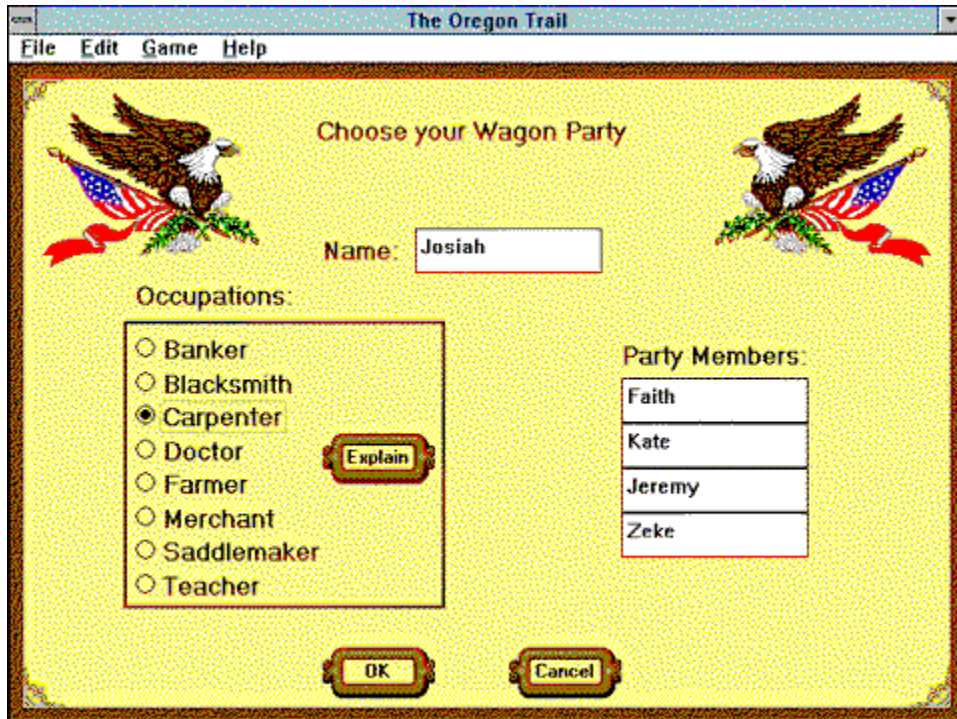 The Oregon Trail
File Edit Game Help
Choose your Wagon Party
Name: Josiah
Occupations:
Banker
Blacksmith
Carpenter
Doctor
Farmer
Merchant
Saddlemaker
Teacher
Explain
Party Members:
Faith
Kate
Jeremy
Zeke
OK Cancel